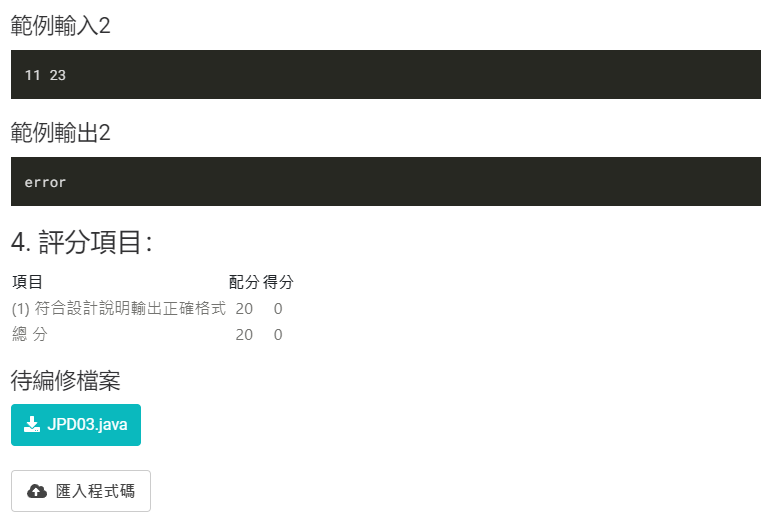 範例輸入2
11 23
範例輸出2
error
4. 評分項目：
項目 配分 得分
(1) 符合設計說明輸出正確格式 20 0
總 分 20 0
待編修檔案
JPD03.java
匯入程式碼